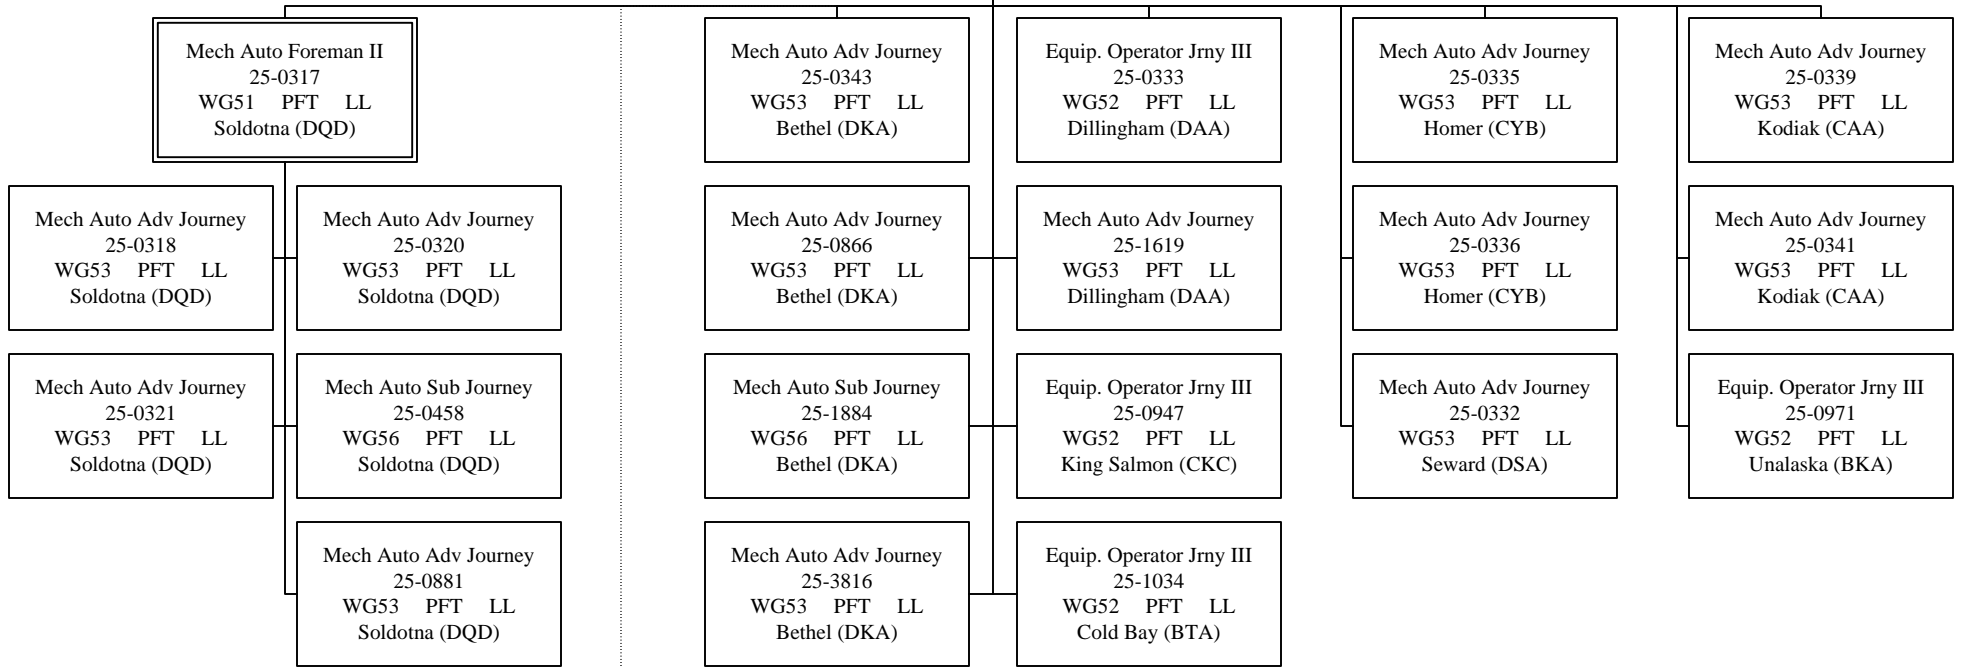 Mech Auto Foreman II
25-0317
WG51 PFT LL
Soldotna (DQD)
Mech Auto Adv Journey
25-0318
WG53 PFT LL
Soldotna (DQD)
Mech Auto Adv Journey
25-0320
WG53 PFT LL
Soldotna (DQD)
Mech Auto Adv Journey
25-0321
WG53 PFT LL
Soldotna (DQD)
Mech Auto Sub Journey
25-0458
WG56 PFT LL
Soldotna (DQD)
Mech Auto Adv Journey
25-0881
WG53 PFT LL
Soldotna (DQD)
Mech Auto Adv Journey
25-0343
WG53 PFT LL
Bethel (DKA)
Equip. Operator Jrny III
25-0333
WG52 PFT LL
Dillingham (DAA)
Mech Auto Adv Journey
25-0335
WG53 PFT LL
Homer (CYB)
Mech Auto Adv Journey
25-0339
WG53 PFT LL
Kodiak (CAA)
Mech Auto Adv Journey
25-0866
WG53 PFT LL
Bethel (DKA)
Mech Auto Adv Journey
25-1619
WG53 PFT LL
Dillingham (DAA)
Mech Auto Adv Journey
25-0336
WG53 PFT LL
Homer (CYB)
Mech Auto Adv Journey
25-0341
WG53 PFT LL
Kodiak (CAA)
Mech Auto Sub Journey
25-1884
WG56 PFT LL
Bethel (DKA)
Equip. Operator Jrny III
25-0947
WG52 PFT LL
King Salmon (CKC)
Mech Auto Adv Journey
25-0332
WG53 PFT LL
Seward (DSA)
Equip. Operator Jrny III
25-0971
WG52 PFT LL
Unalaska (BKA)
Mech Auto Adv Journey
25-3816
WG53 PFT LL
Bethel (DKA)
Equip. Operator Jrny III
25-1034
WG52 PFT LL
Cold Bay (BTA)